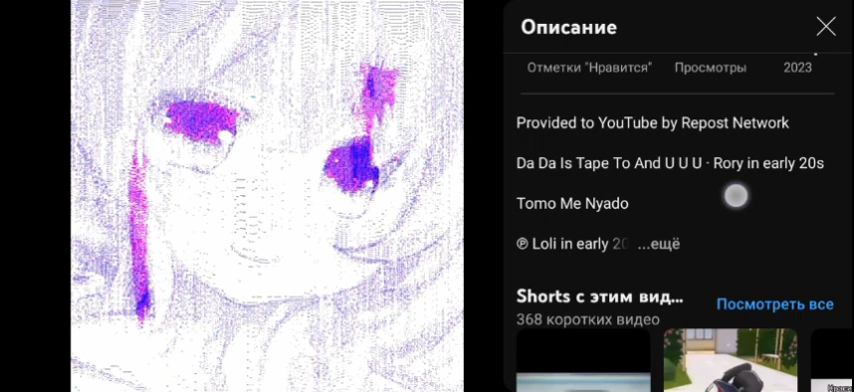 Описание
Отметки "Нравится" Просмотры 2023
Provided to YouTube by Repost Network
Da Da Is Tape To And U U U · Rory in early 20s
Tomo Me Nyado
℗ Loli in early 20 ...ещё
Shorts с этим вид...
Посмотреть все
368 коротких видео